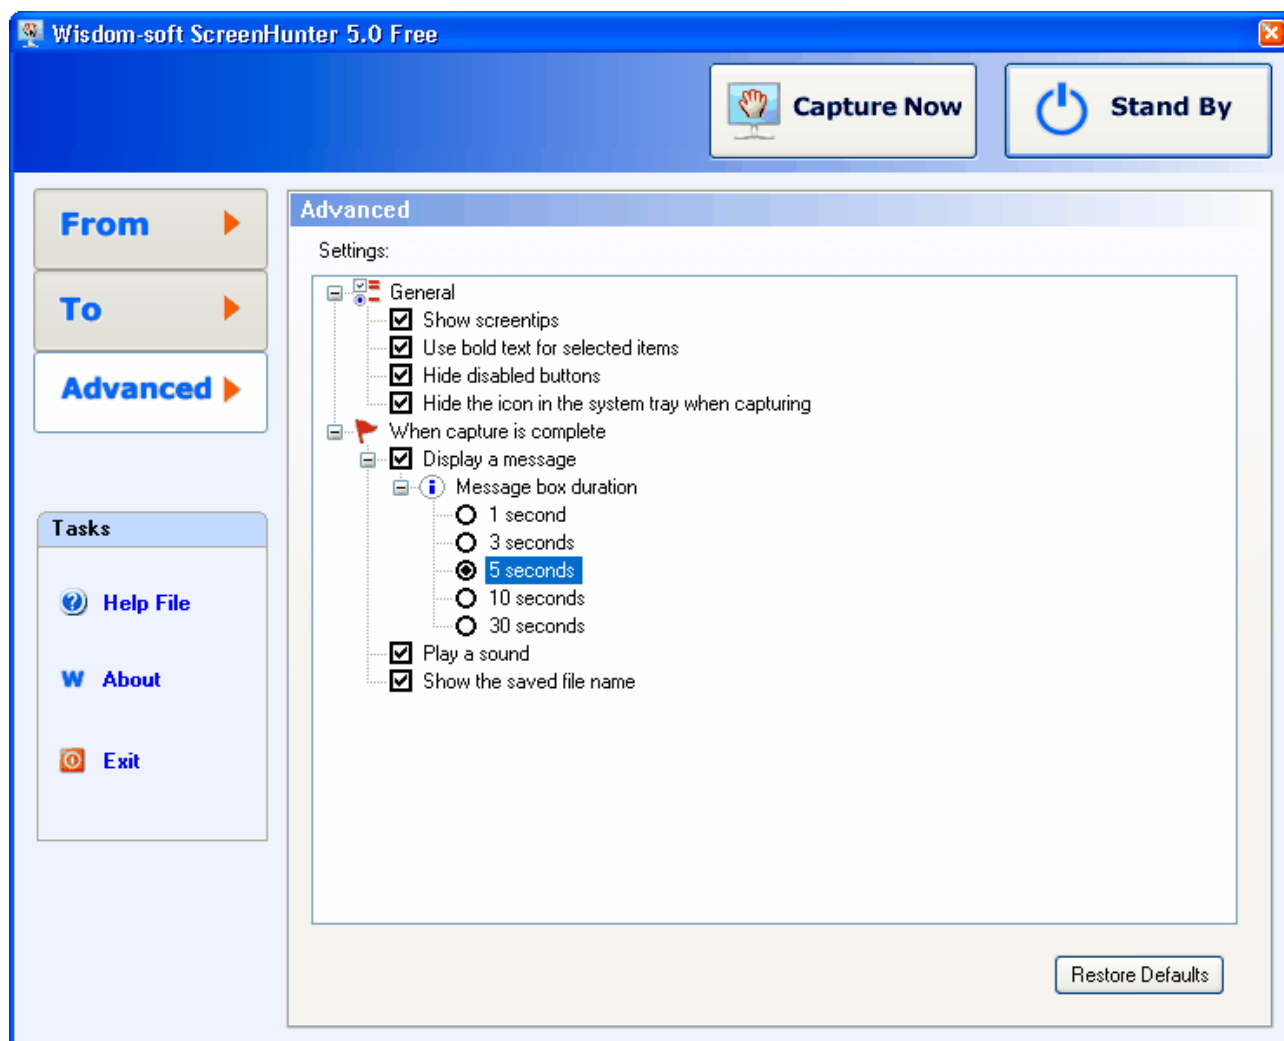 Wisdom-soft ScreenHunter 5.0 Free
Capture Now
Stand By
From
To
Advanced
Tasks
Help File
W About
Exit
Advanced
Settings:
General
Show screentips
Use bold text for selected items
Hide disabled buttons
Hide the icon in the system tray when capturing
When capture is complete
Display a message
Message box duration
1 second
3 seconds
5 seconds
10 seconds
30 seconds
Play a sound
Show the saved file name
Restore Defaults